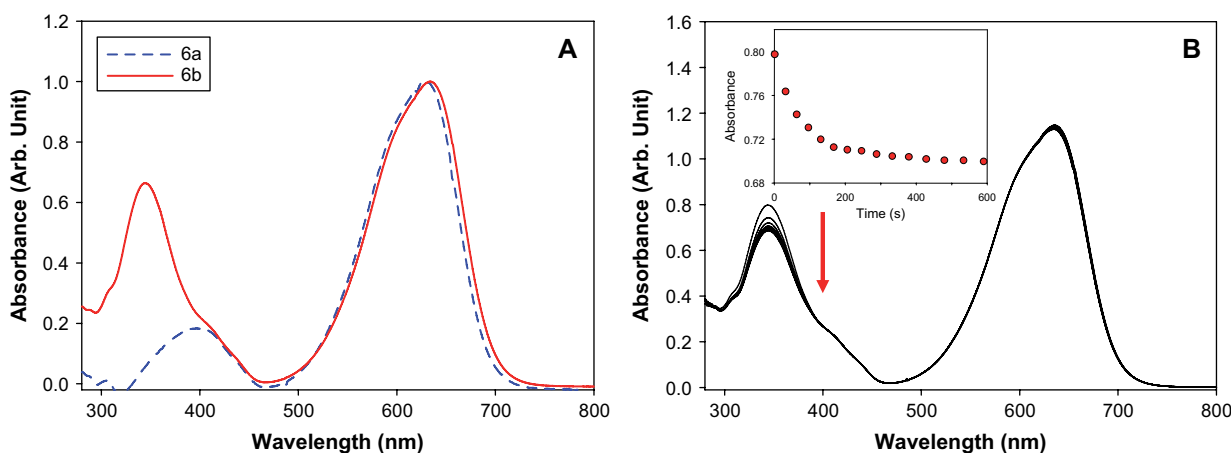 A
6a
6b
1.2
1.0
0.8
0.6
0.4
0.2
0.0
Absorbance (Arb. Unit)
300 400 500 600 700 800
Wavelength (nm)
B
1.6
1.4
1.2
1.0
0.8
0.6
0.4
0.2
0.0
Absorbance (Arb. Unit)
0.80
0.76
0.72
0.68
Absorbance
0 200 400 600
Time (s)
300 400 500 600 700 800
Wavelength (nm)